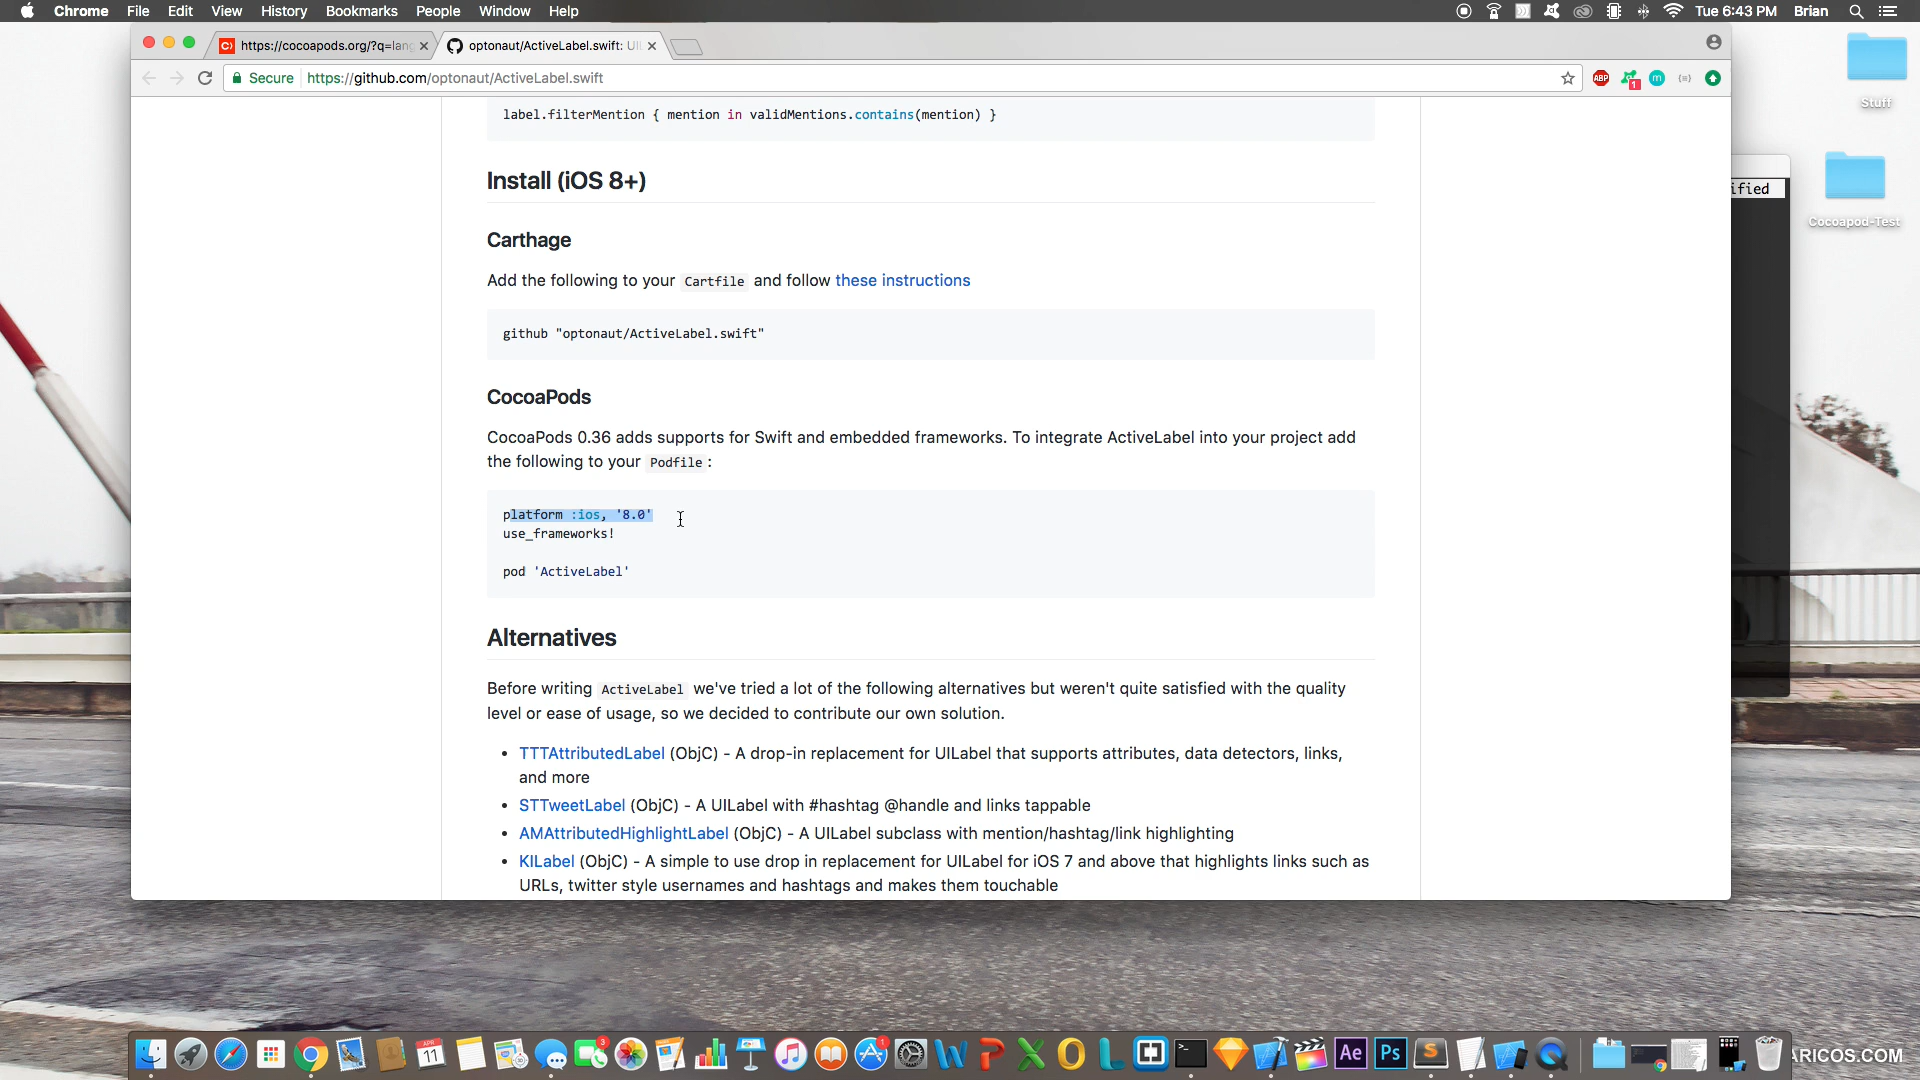 Chrome File Edit View History Bookmarks People Window Help
Tue 6:43 PM Brian
https://cocoapods.org/?q=lang
optonaut/ActiveLabel.swift: UI
Secure https://github.com/optonaut/ActiveLabel.swift
ABP
1
m
Stuff
ified
Cocoapod-Test
label.filterMention { mention in validMentions.contains(mention) }
Install (iOS 8+)
Carthage
Add the following to your Cartfile and follow these instructions
github "optonaut/ActiveLabel.swift"
CocoaPods
CocoaPods 0.36 adds supports for Swift and embedded frameworks. To integrate ActiveLabel into your project add
the following to your Podfile:
platform :ios, '8.0'
use_frameworks!
pod 'ActiveLabel'
Alternatives
Before writing ActiveLabel we've tried a lot of the following alternatives but weren't quite satisfied with the quality
level or ease of usage, so we decided to contribute our own solution.
• TTTAttributedLabel (ObjC) - A drop-in replacement for UILabel that supports attributes, data detectors, links,
and more
• STTweetLabel (ObjC) - A UILabel with #hashtag @handle and links tappable
• AMAttributedHighlightLabel (ObjC) - A UILabel subclass with mention/hashtag/link highlighting
• KILabel (ObjC) - A simple to use drop in replacement for UILabel for iOS 7 and above that highlights links such as
URLs, twitter style usernames and hashtags and makes them touchable
APR
11
3
1
Ae
Ps
ARICOS.COM